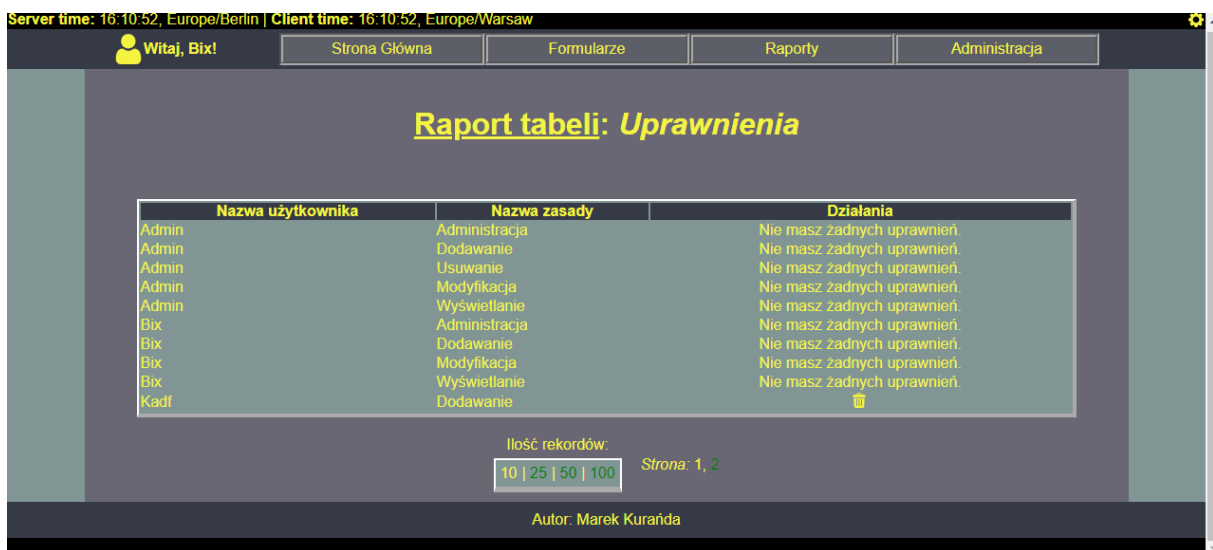 Server time: 16:10:52, Europe/Berlin | Client time: 16:10:52, Europe/Warsaw
Witaj, Bix! Strona Główna Formularze Raporty Administracja
Raport tabeli: Uprawnienia
Nazwa użytkownika Nazwa zasady Działania
Admin Administracja Nie masz żadnych uprawnień.
Admin Dodawanie Nie masz żadnych uprawnień.
Admin Usuwanie Nie masz żadnych uprawnień.
Admin Modyfikacja Nie masz żadnych uprawnień.
Admin Wyświetlanie Nie masz żadnych uprawnień.
Bix Administracja Nie masz żadnych uprawnień.
Bix Dodawanie Nie masz żadnych uprawnień.
Bix Modyfikacja Nie masz żadnych uprawnień.
Bix Wyświetlanie Nie masz żadnych uprawnień.
Kadf Dodawanie
Ilość rekordów:
10 | 25 | 50 | 100 Strona: 1, 2
Autor: Marek Kurańda